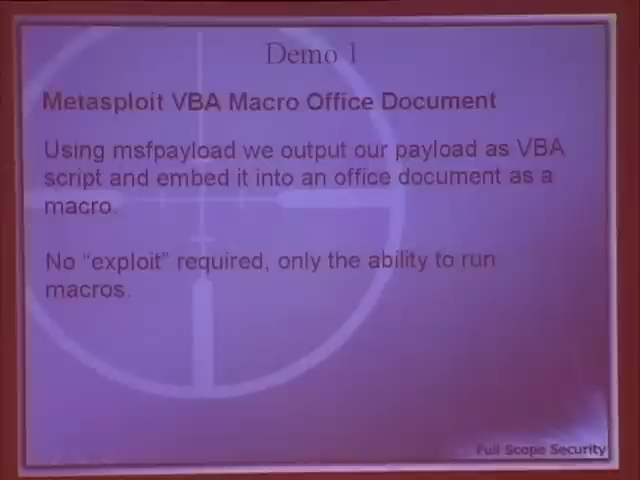 Demo 1
Metasploit VBA Macro Office Document
Using msfpayload we output our payload as VBA
script and embed it into an office document as a
macro.
No "exploit" required, only the ability to run
macros.
Full Scope Security